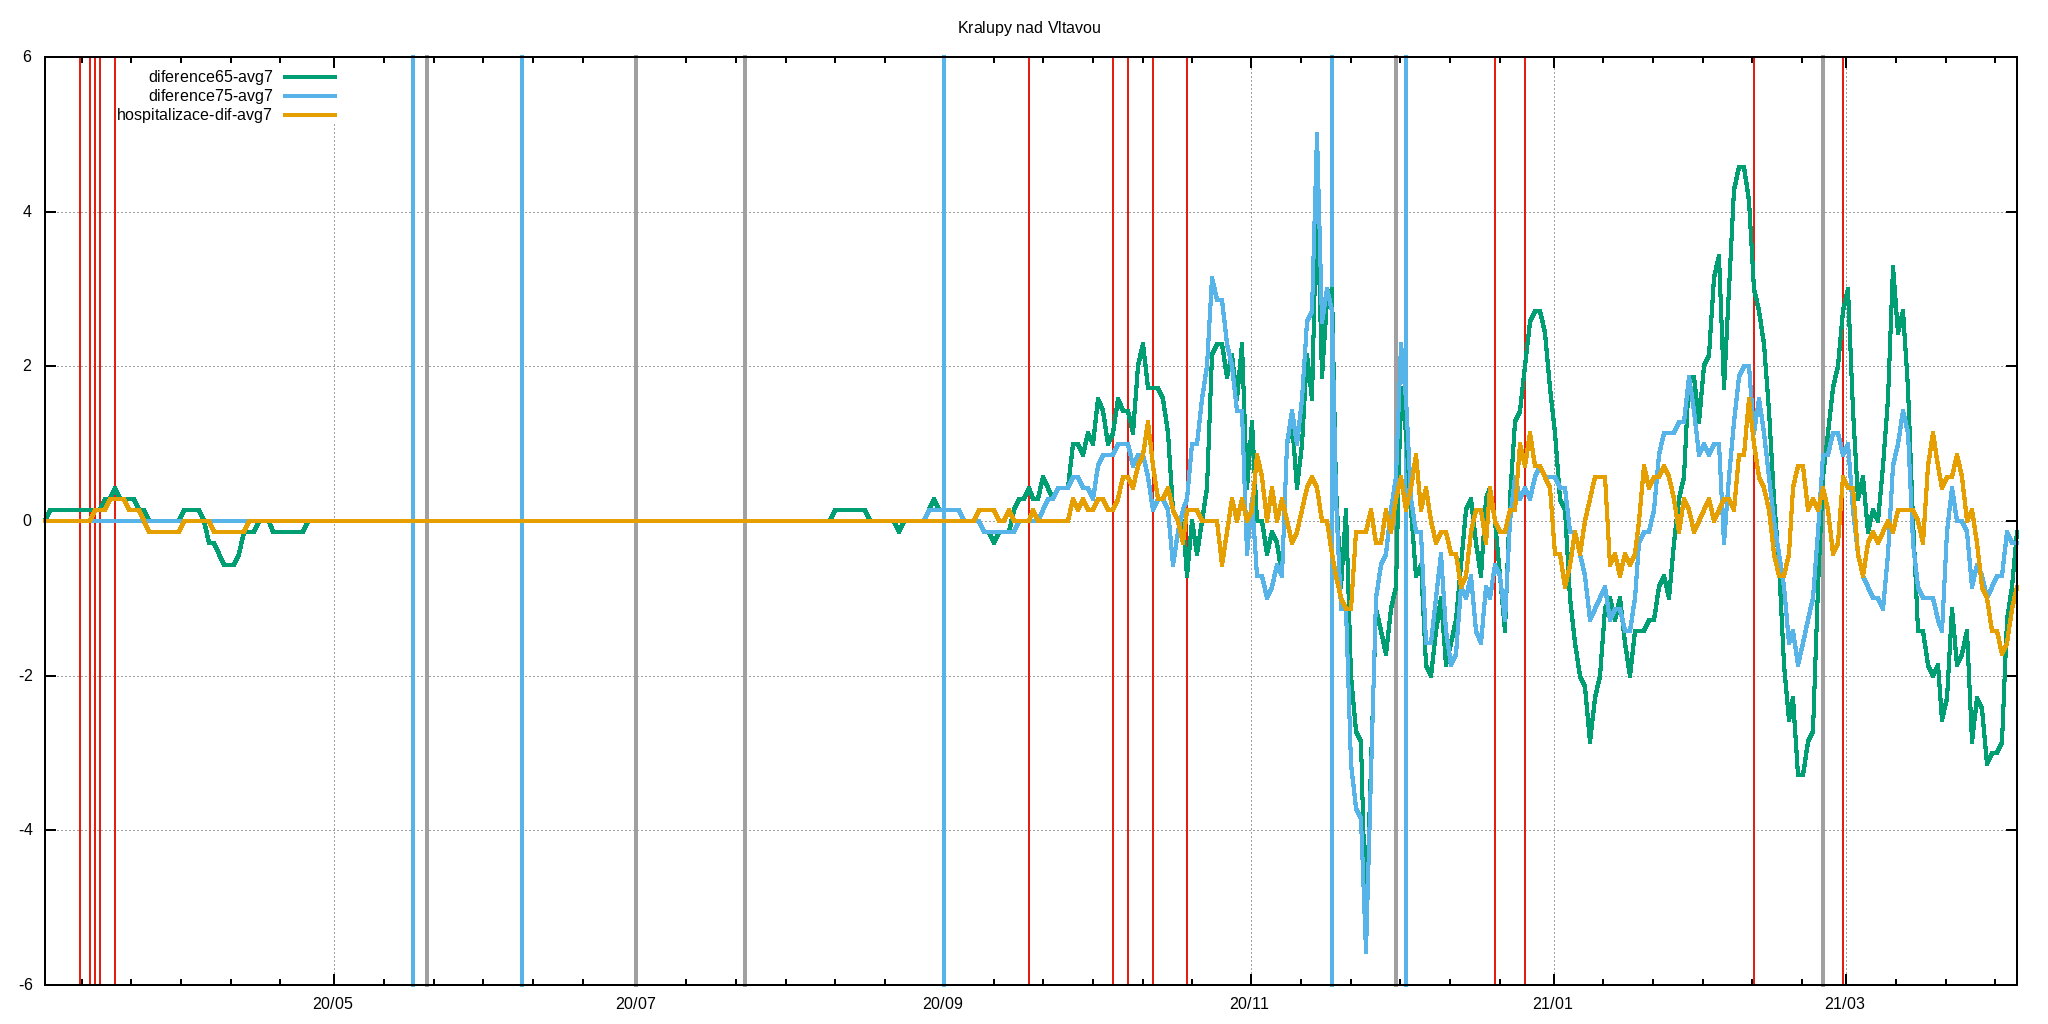 Kralupy nad Vltavou
6
diference65-avg7
diference75-avg7
hospitalizace-dif-avg7
4
2
0
-2
-4
-6
20/05 20/07 20/09 20/11 21/01 21/03